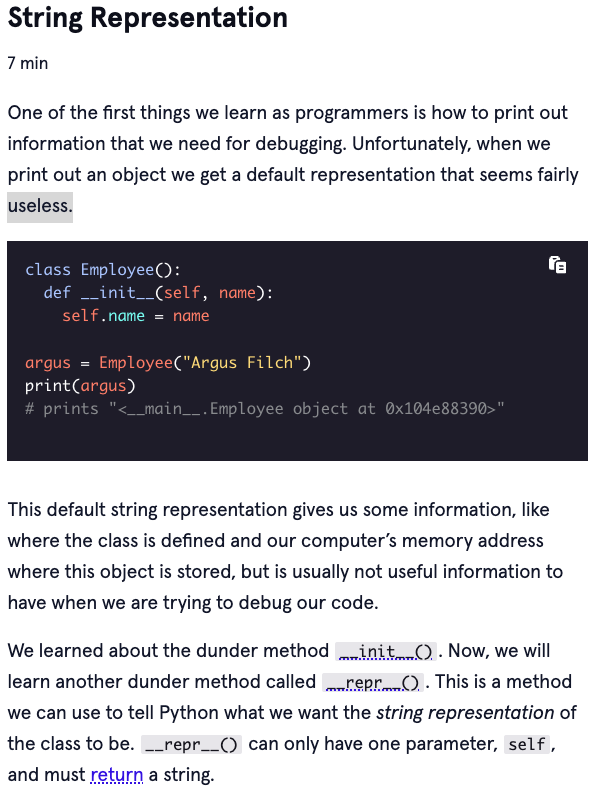 String Representation
7 min
One of the first things we learn as programmers is how to print out
information that we need for debugging. Unfortunately, when we
print out an object we get a default representation that seems fairly
useless.
class Employee():
  def __init__(self, name):
    self.name = name

argus = Employee("Argus Filch")
print(argus)
# prints "<__main__.Employee object at 0x104e88390>"
This default string representation gives us some information, like
where the class is defined and our computer’s memory address
where this object is stored, but is usually not useful information to
have when we are trying to debug our code.
We learned about the dunder method __init__(). Now, we will
learn another dunder method called __repr__(). This is a method
we can use to tell Python what we want the string representation of
the class to be. __repr__() can only have one parameter, self,
and must return a string.